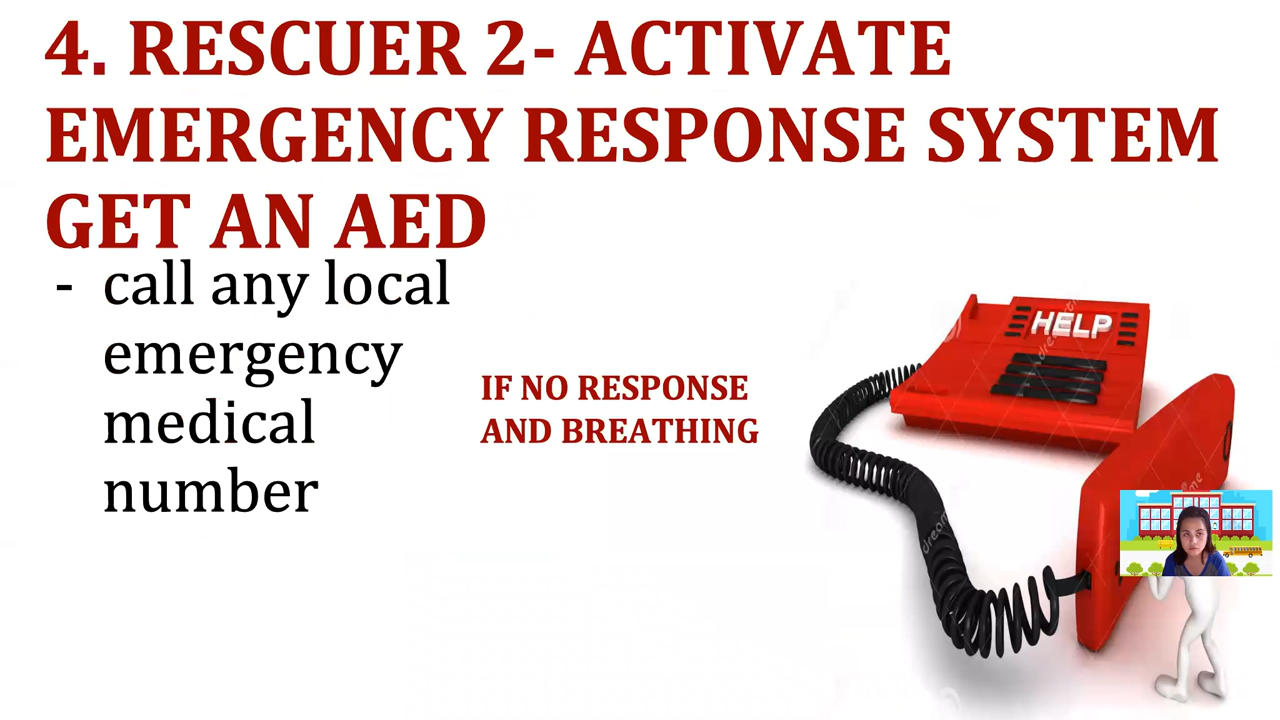 4. RESCUER 2- ACTIVATE
EMERGENCY RESPONSE SYSTEM
GET AN AED
- call any local
emergency
medical
number
IF NO RESPONSE
AND BREATHING
HELP